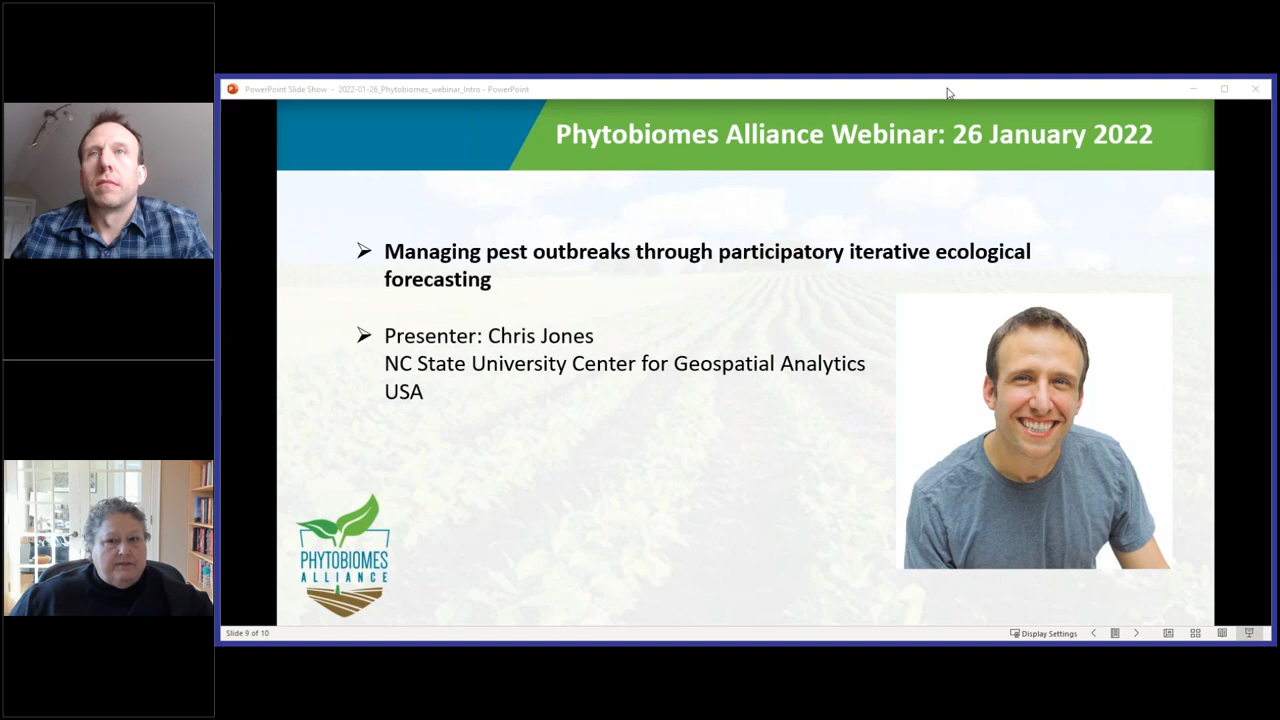 PowerPoint Slide Show - 2022-01-26_Phytobiomes_webinar_Intro - PowerPoint
Phytobiomes Alliance Webinar: 26 January 2022
Managing pest outbreaks through participatory iterative ecological
forecasting
Presenter: Chris Jones
NC State University Center for Geospatial Analytics
USA
PHYTOBIOMES
ALLIANCE
Slide 9 of 10
Display Settings